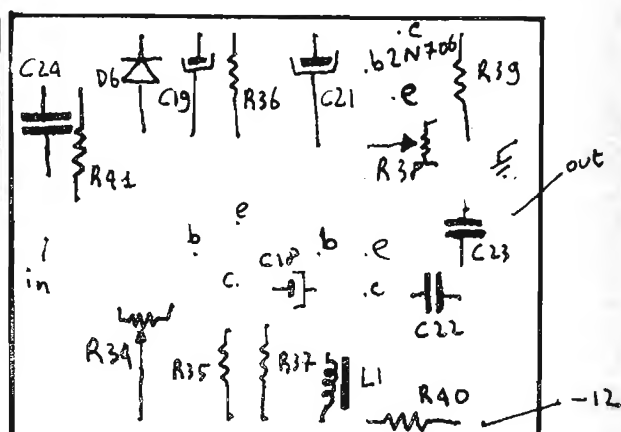 .c
.b 2N706
.e
C24
D6
C19
R36
C21
R39
R38
R41
out
e
b
b
.e
C18
c.
.c
C23
C22
in
R34
R35
R37
L1
R40
-12